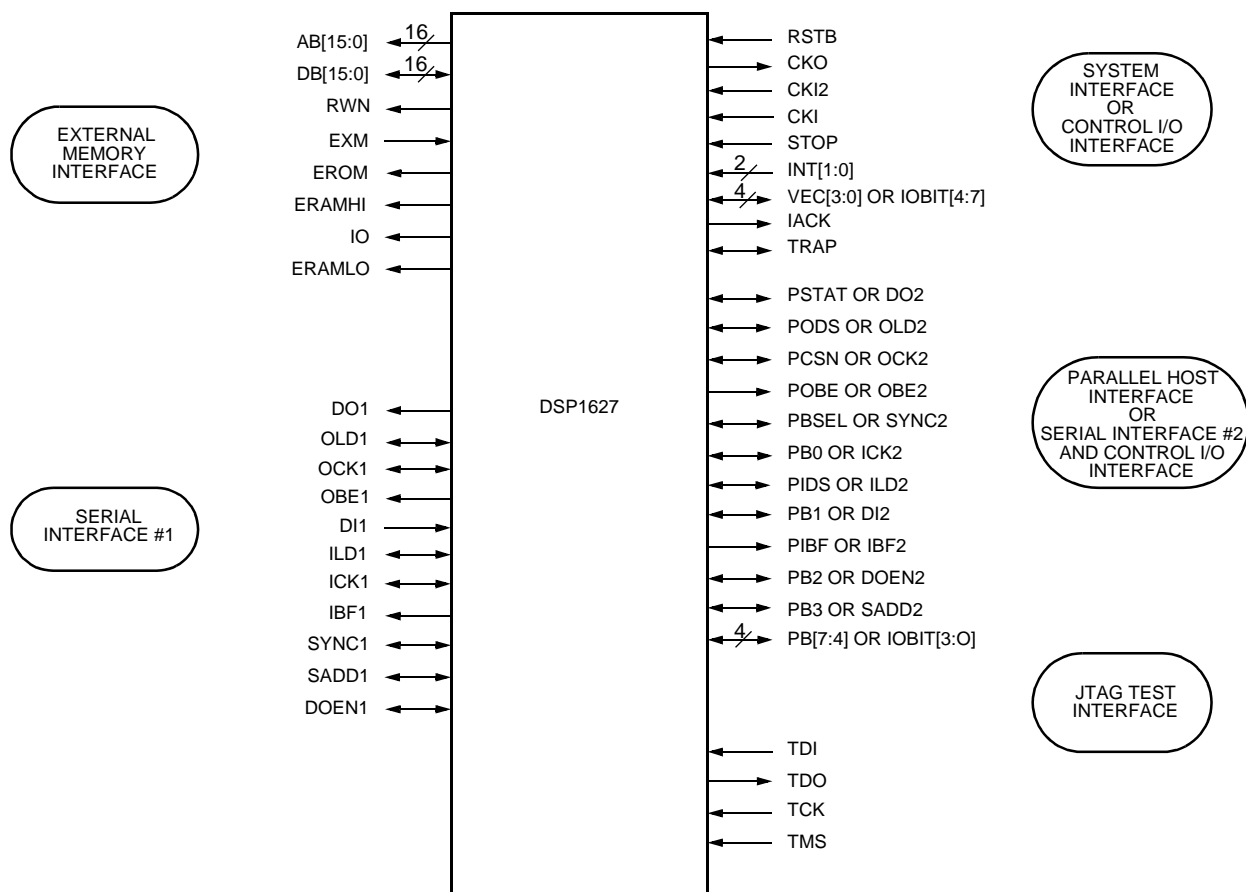 EXTERNAL
MEMORY
INTERFACE
AB[15:0]
16
DB[15:0]
16
RWN
EXM
EROM
ERAMHI
IO
ERAMLO
SERIAL
INTERFACE #1
DO1
OLD1
OCK1
OBE1
DI1
ILD1
ICK1
IBF1
SYNC1
SADD1
DOEN1
DSP1627
RSTB
CKO
CKI2
CKI
STOP
2
INT[1:0]
4
VEC[3:0] OR IOBIT[4:7]
IACK
TRAP
SYSTEM
INTERFACE
OR
CONTROL I/O
INTERFACE
PSTAT OR DO2
PODS OR OLD2
PCSN OR OCK2
POBE OR OBE2
PBSEL OR SYNC2
PB0 OR ICK2
PIDS OR ILD2
PB1 OR DI2
PIBF OR IBF2
PB2 OR DOEN2
PB3 OR SADD2
4
PB[7:4] OR IOBIT[3:O]
PARALLEL HOST
INTERFACE
OR
SERIAL INTERFACE #2
AND CONTROL I/O
INTERFACE
TDI
TDO
TCK
TMS
JTAG TEST
INTERFACE